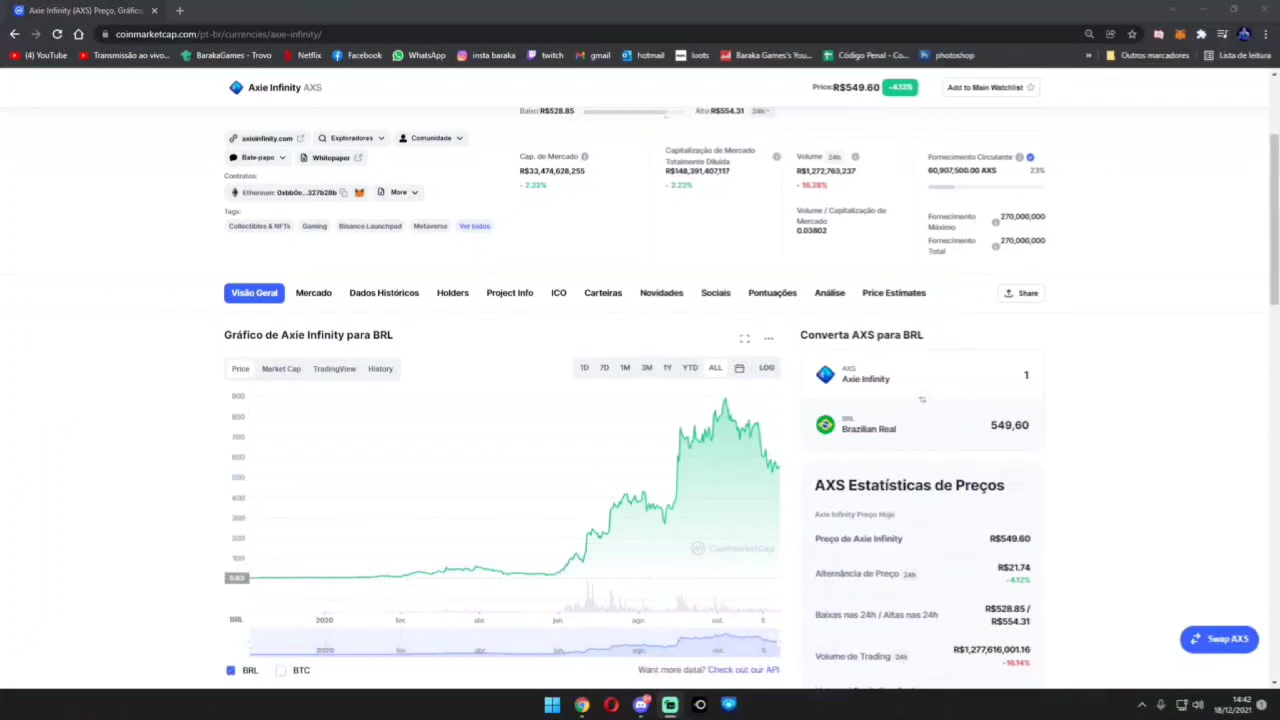 Axie Infinity (AXS) Preço, Gráfico
coinmarketcap.com/pt-br/currencies/axie-infinity/
(4) YouTube
Transmissão ao vivo...
BarakaGames - Trovo
Netflix
Facebook
WhatsApp
insta baraka
twitch
gmail
hotmail
loots
Baraka Games's You...
Código Penal - Co...
photoshop
»
Outros marcadores
Lista de leitura
Axie Infinity AXS
Price: R$549.60
-4.12%
Add to Main Watchlist
Baixo: R$528.85
Alto: R$554.31
24h
axieinfinity.com
Exploradores
Comunidade
Bate-papo
Whitepaper
Contratos:
Ethereum: 0xbb0e...327b28b
More
Tags:
Collectibles & NFTs
Gaming
Binance Launchpad
Metaverse
Ver todos
Cap. de Mercado
R$33,474,628,255
- 2.22%
Capitalização de Mercado
Totalmente Diluída
R$148,391,407,117
- 2.22%
Volume 24h
R$1,272,763,237
- 16.28%
Volume / Capitalização de
Mercado
0.03802
Fornecimento Circulante
60,907,500.00 AXS
23%
Fornecimento
Máximo
270,000,000
Fornecimento
Total
270,000,000
Visão Geral
Mercado
Dados Históricos
Holders
Project Info
ICO
Carteiras
Novidades
Sociais
Pontuações
Análise
Price Estimates
Share
Gráfico de Axie Infinity para BRL
Price
Market Cap
TradingView
History
1D
7D
1M
3M
1Y
YTD
ALL
LOG
900
800
700
600
500
400
300
200
100
0.63
CoinMarketCap
BRL
2020
fev.
abr.
jun.
ago.
out.
5
2020
fev.
abr.
jun.
ago.
out.
5
BRL
BTC
Want more data? Check out our API
Converta AXS para BRL
AXS
Axie Infinity
1
BRL
Brazilian Real
549,60
AXS Estatísticas de Preços
Axie Infinity Preço Hoje
Preço de Axie Infinity
R$549.60
Alternância de Preço 24h
R$21.74
-4.12%
Baixas nas 24h / Altas nas 24h
R$528.85 /
R$554.31
Volume de Trading 24h
R$1,277,616,001.16
-16.14%
Swap AXS
14:42
18/12/2021